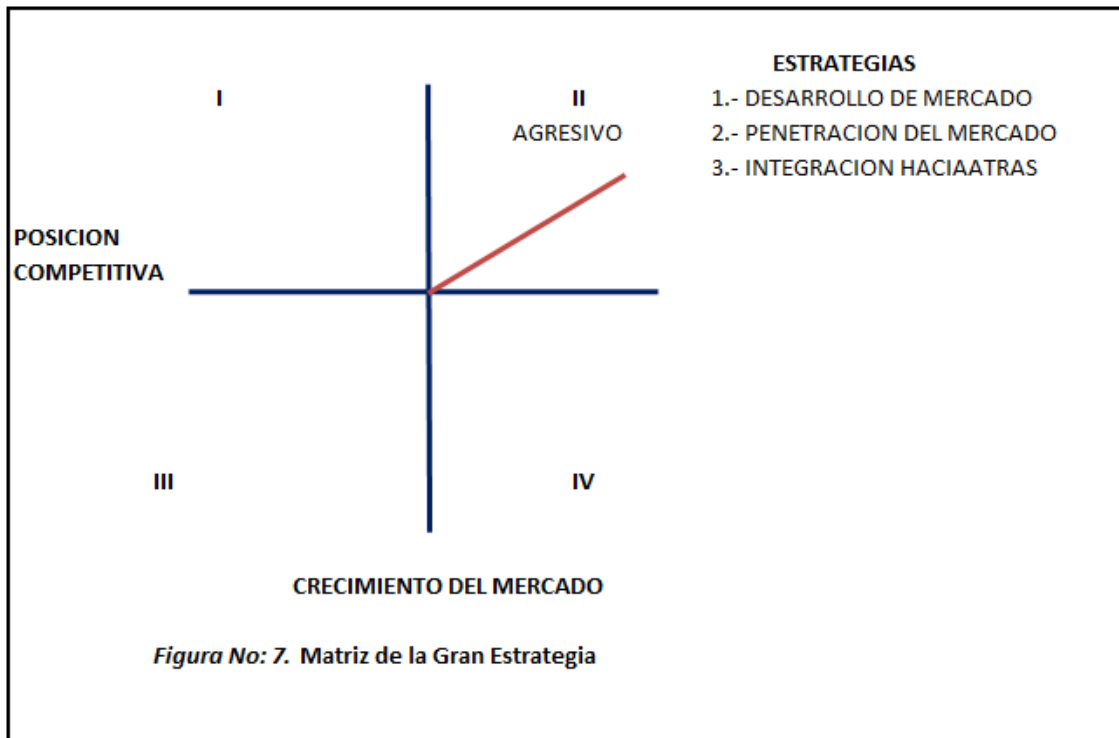 ESTRATEGIAS
I
II
1.- DESARROLLO DE MERCADO
AGRESIVO
2.- PENETRACION DEL MERCADO
3.- INTEGRACION HACIAATRAS
POSICION
COMPETITIVA
III
IV
CRECIMIENTO DEL MERCADO
Figura No: 7. Matriz de la Gran Estrategia